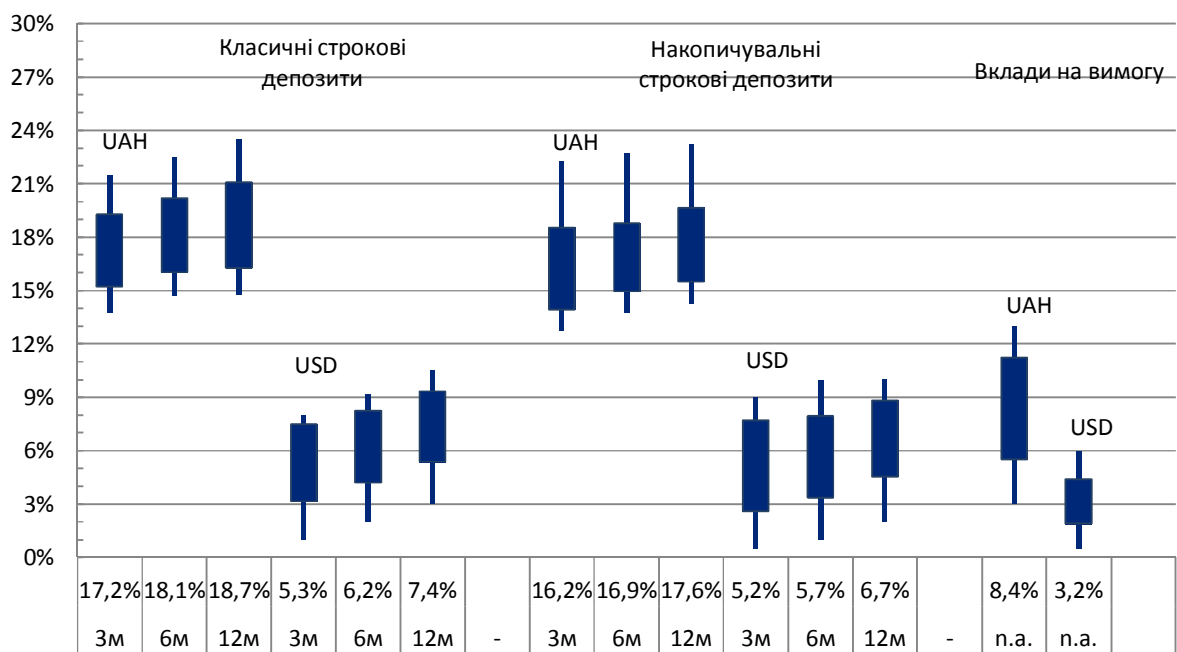 30%
27%
24%
21%
18%
15%
12%
9%
6%
3%
0%
Класичні строкові
депозити
Накопичувальні
строкові депозити
Вклади на вимогу
UAH
USD
UAH
USD
UAH
USD
17,2% 18,1% 18,7% 5,3% 6,2% 7,4% 16,2% 16,9% 17,6% 5,2% 5,7% 6,7% 8,4% 3,2%
3м 6м 12м 3м 6м 12м - 3м 6м 12м 3м 6м 12м - n.a. n.a.